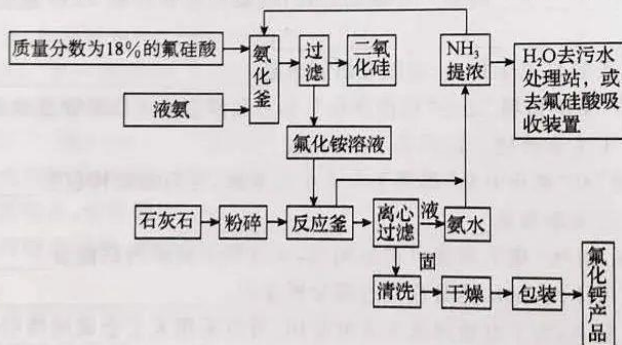 质量分数为18%的氟硅酸
液氨
氨
化
釜
过
滤
二氧
化硅
NH₃
提浓
H₂O去污水
处理站，或
去氟硅酸吸
收装置
氟化铵溶液
石灰石
粉碎
反应釜
离心
过滤
液
氨水
固
清洗
干燥
包装
氟
化
钙
产
品